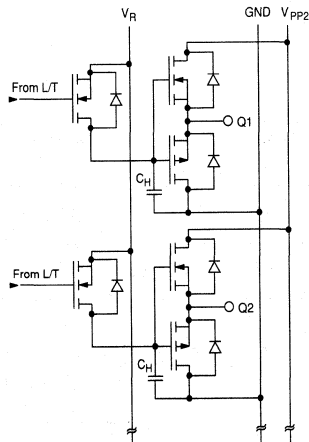 V_R GND V_PP2
From L/T
Q1
C_H
From L/T
Q2
C_H